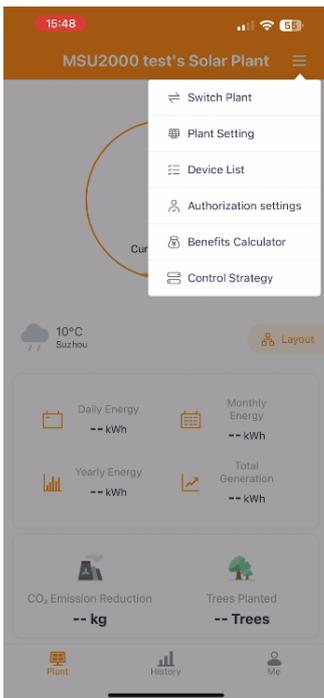 15:48
55
MSU2000 test's Solar Plant
Switch Plant
Plant Setting
Device List
Authorization settings
Benefits Calculator
Control Strategy
Cur
10°C
Suzhou
Layout
Daily Energy
-- kWh
Monthly
Energy
-- kWh
Yearly Energy
-- kWh
Total
Generation
-- kWh
CO₂ Emission Reduction
-- kg
Trees Planted
-- Trees
Plant
History
Me